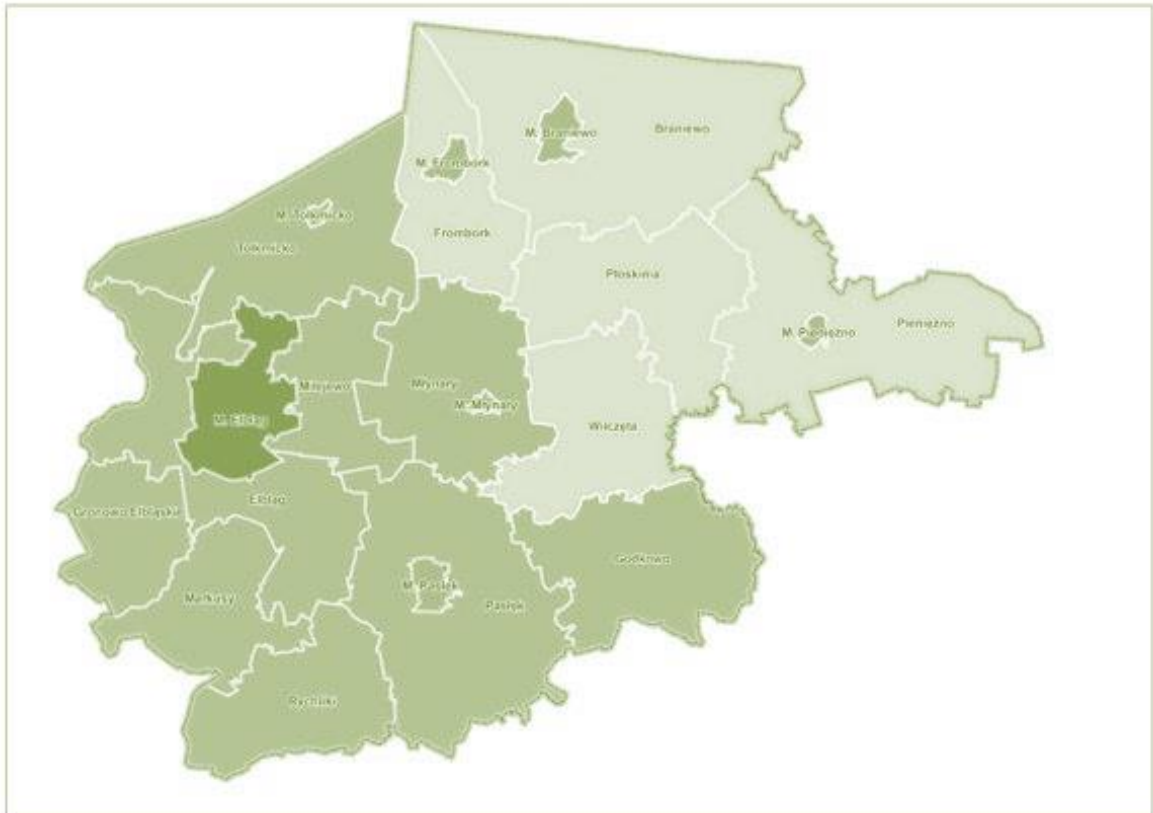 M. Braniewo
Braniewo
M. Frombork
M. Tolkmicko
Frombork
Tolkmicko
Płoskinia
Pieniężno
M. Pieniężno
Młynary
Milejewo
M. Młynary
M. Elbląg
Wilczęta
Elbląg
Gronowo Elbląskie
Godkowo
M. Pasłęk
Markusy
Pasłęk
Rychliki